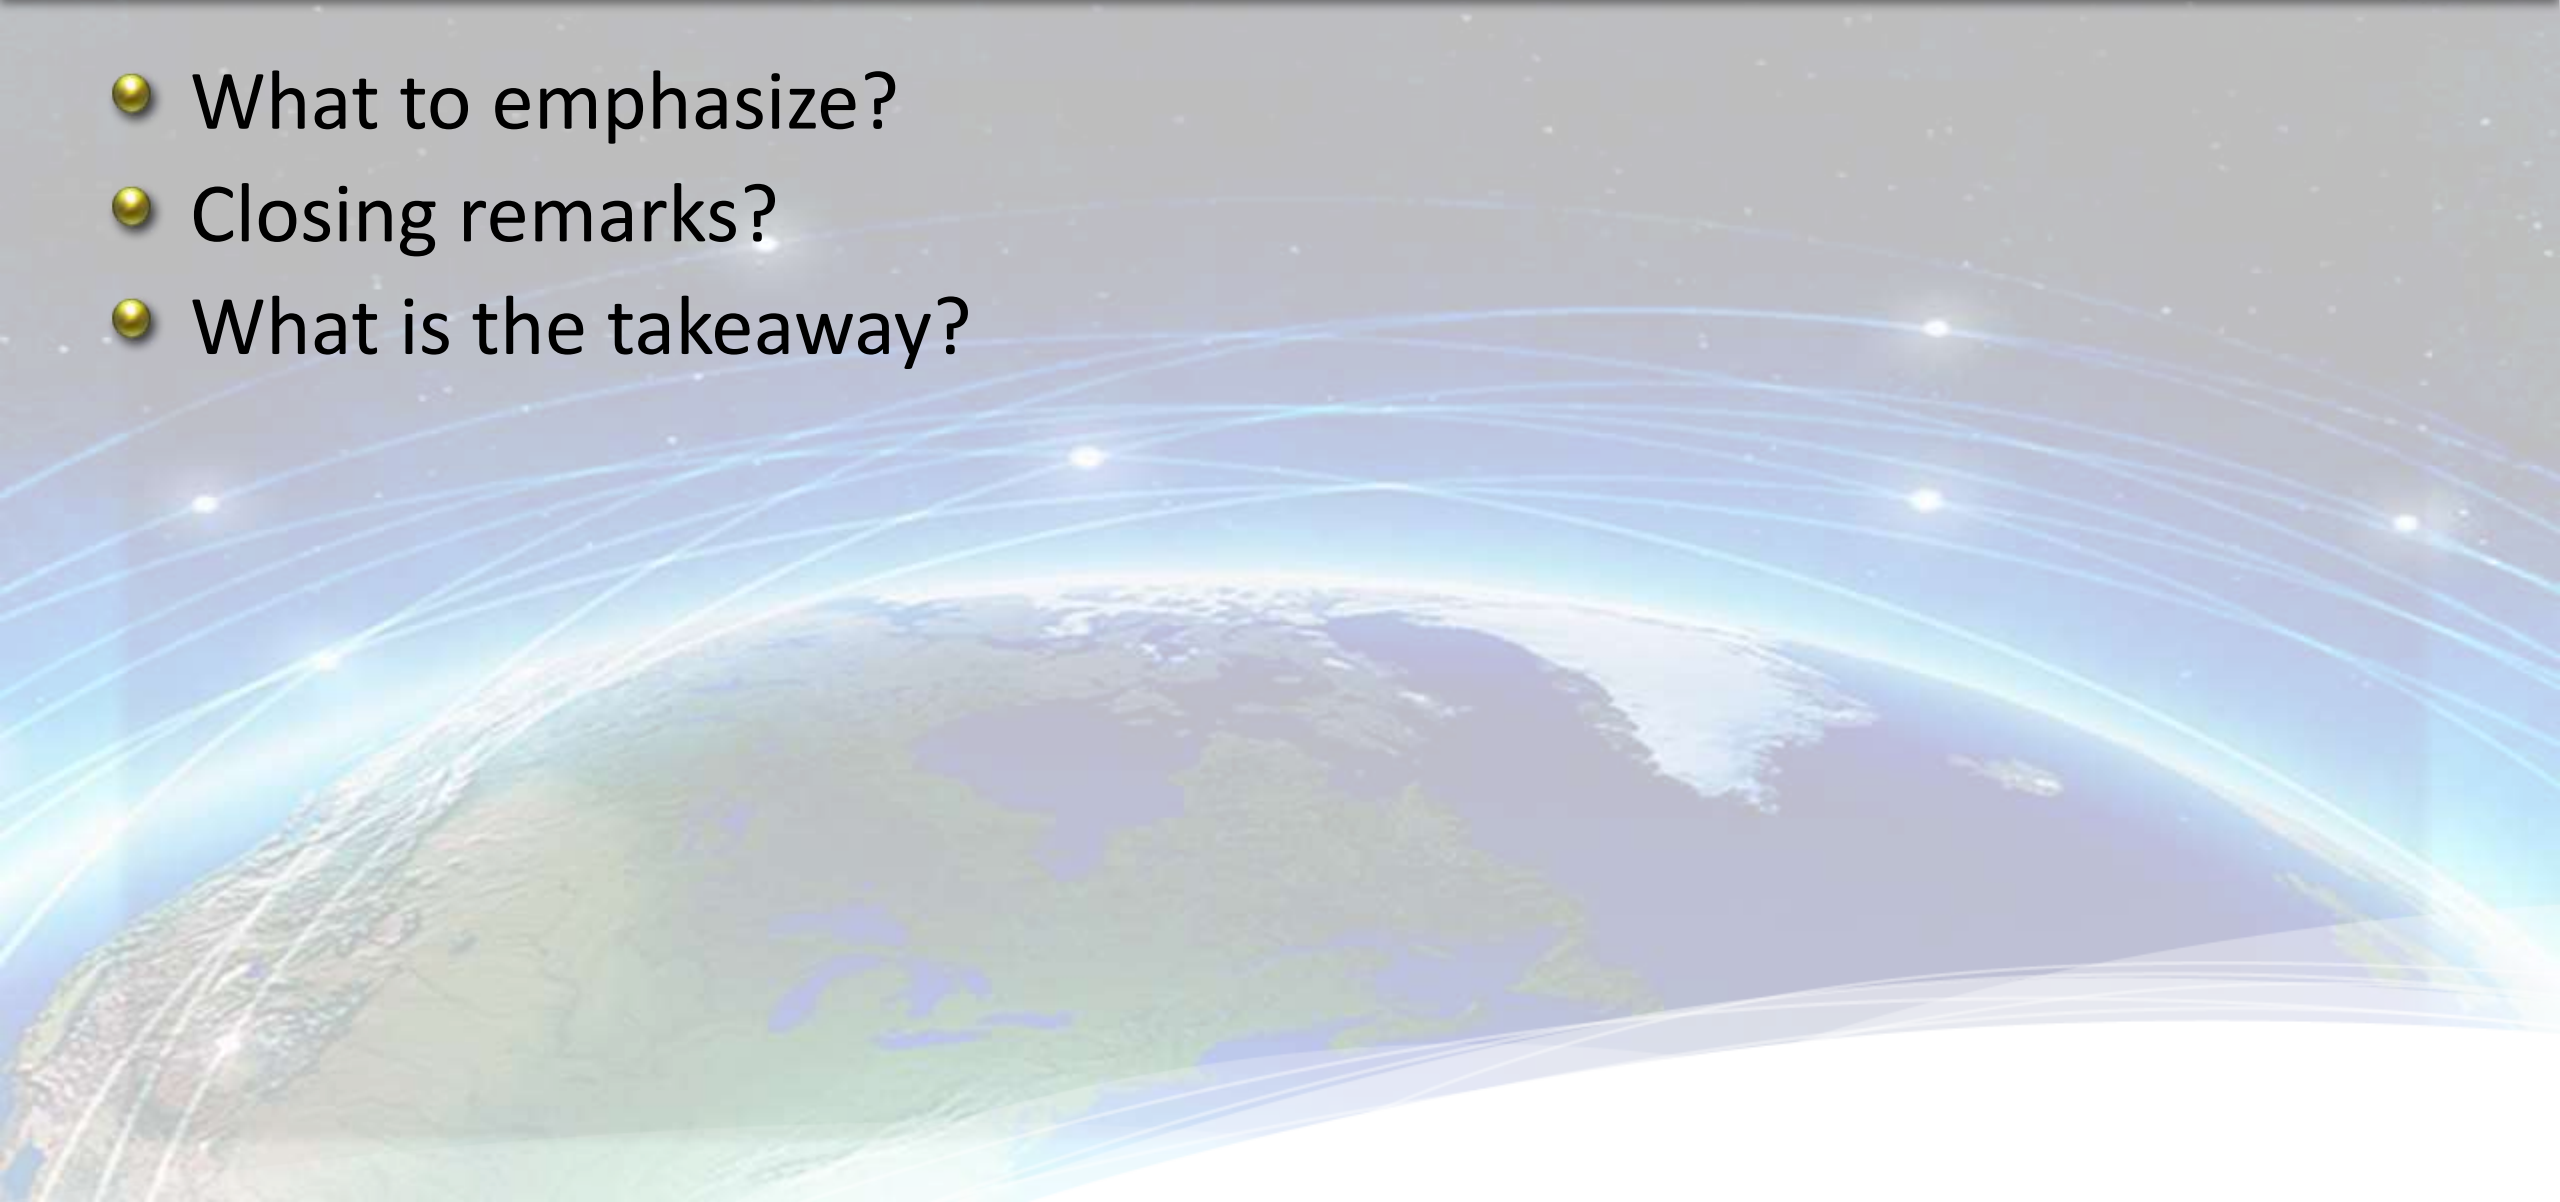 What to emphasize?
Closing remarks?
What is the takeaway?